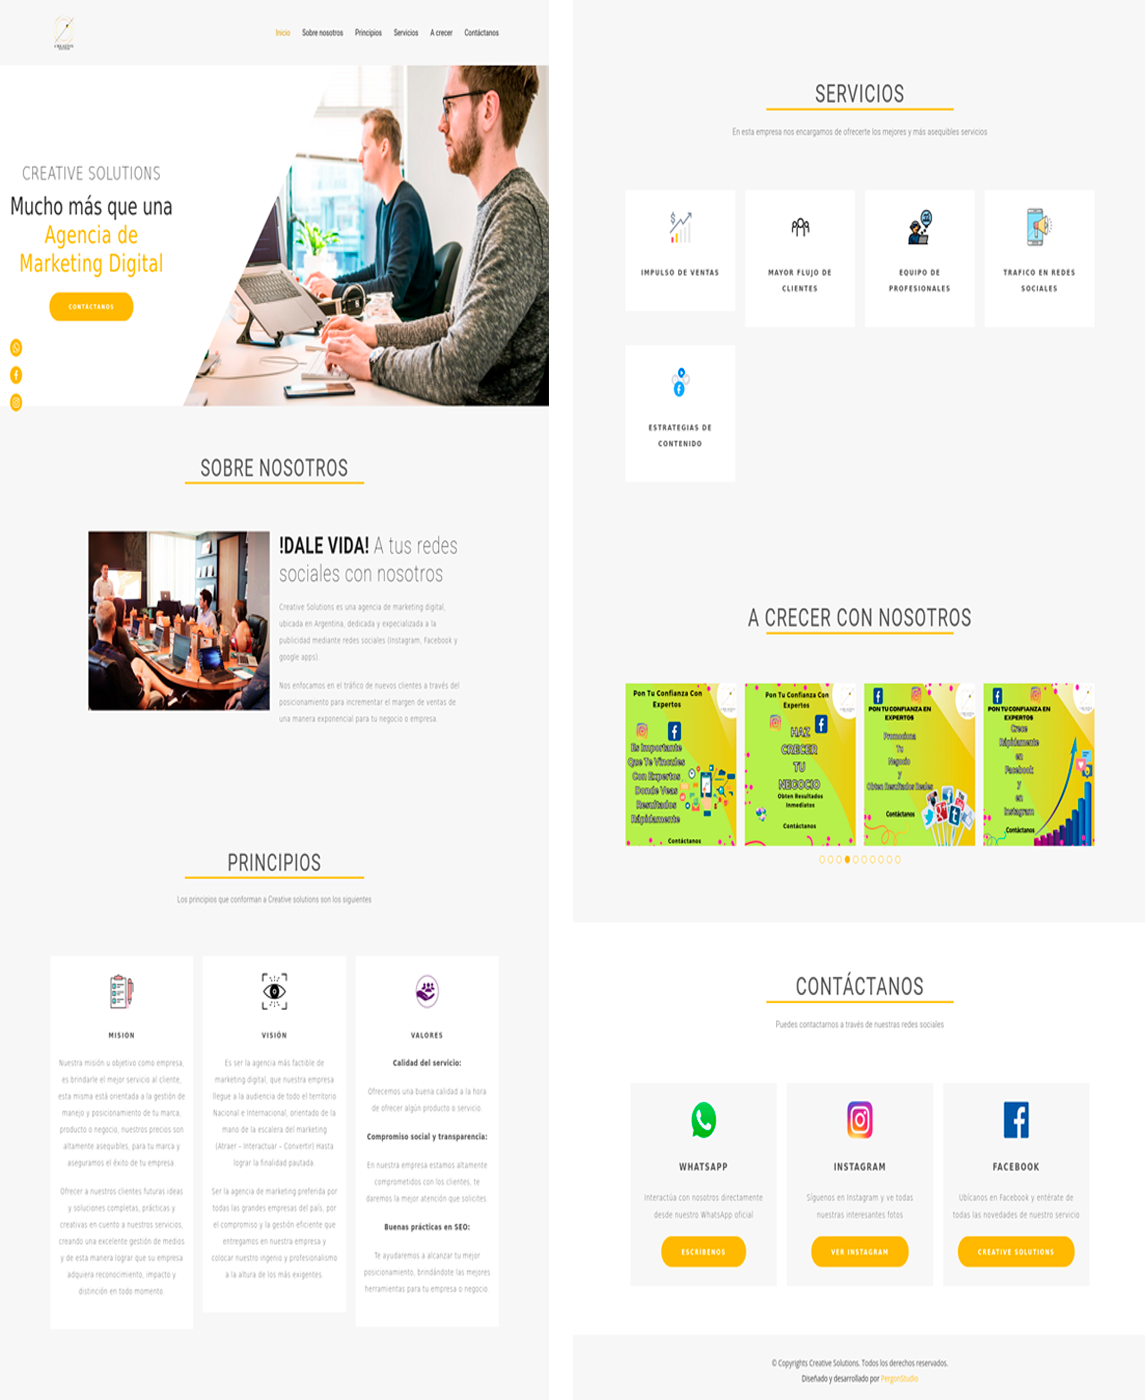 CREATIVE
Inicio Sobre nosotros Principios Servicios A crecer Contáctanos
CREATIVE SOLUTIONS
Mucho más que una
Agencia de
Marketing Digital
CONTÁCTANOS
SOBRE NOSOTROS
!DALE VIDA! A tus redes
sociales con nosotros
Creative Solutions es una agencia de marketing digital,
ubicada en Argentina, dedicada y expecializada a la
publicidad mediante redes sociales (Instagram, Facebook y
google apps).
Nos enfocamos en el tráfico de nuevos clientes a través del
posicionamiento para incrementar el margen de ventas de
una manera exponencial para tu negocio o empresa.
PRINCIPIOS
Los principios que conforman a Creative solutions son los siguientes
MISION
Nuestra misión u objetivo como empresa,
es brindarle el mejor servicio al cliente,
esta misma está orientada a la gestión de
manejo y posicionamiento de tu marca,
producto o negocio, nuestros precios son
altamente asequibles, para tu marca y
aseguramos el éxito de tu empresa.
Ofrecer a nuestros clientes futuras ideas
y soluciones completas, prácticas y
creativas en cuento a nuestros servicios,
creando una excelente gestión de medios
y de esta manera lograr que su empresa
adquiera reconocimiento, impacto y
distinción en todo momento.
VISIÓN
Es ser la agencia más factible de
marketing digital, que nuestra empresa
llegue a la audiencia de todo el territorio
Nacional e Internacional, orientado de la
mano de la escalera del marketing
(Atraer – Interactuar – Convertir) Hasta
lograr la finalidad pautada.
Ser la agencia de marketing preferida por
todas las grandes empresas del país, por
el compromiso y la gestión eficiente que
entregamos en nuestra empresa y
colocar nuestro ingenio y profesionalismo
a la altura de los más exigentes.
VALORES
Calidad del servicio:
Ofrecemos una buena calidad a la hora
de ofrecer algún producto o servicio.
Compromiso social y transparencia:
En nuestra empresa estamos altamente
comprometidos con los clientes, te
daremos la mejor atención que solicites.
Buenas prácticas en SEO:
Te ayudaremos a alcanzar tu mejor
posicionamiento, brindándote las mejores
herramientas para tu empresa o negocio.
SERVICIOS
En esta empresa nos encargamos de ofrecerte los mejores y más asequibles servicios
IMPULSO DE VENTAS
MAYOR FLUJO DE
CLIENTES
EQUIPO DE
PROFESIONALES
TRAFICO EN REDES
SOCIALES
ESTRATEGIAS DE
CONTENIDO
A CRECER CON NOSOTROS
Pon Tu Confianza Con
Expertos
Es Importante
Que Te Vincules
Con Expertos
Donde Veas
Resultados
Rápidamente
Contáctanos
Pon Tu Confianza Con
Expertos
HAZ
CRECER
TU
NEGOCIO
Obten Resultados
Inmediatos
Contáctanos
PON TU CONFIANZA EN
EXPERTOS
Promociona
Tu
Negocio
y
Obten Resultados Reales
Contáctanos
PON TU CONFIANZA EN
EXPERTOS
Crece
Rápidamente
en
Facebook
y
en
Instagram
Contáctanos
CONTÁCTANOS
Puedes contactarnos a través de nuestras redes sociales
WHATSAPP
Interactúa con nosotros directamente
desde nuestro WhatsApp oficial
ESCRÍBENOS
INSTAGRAM
Síguenos en Instagram y ve todas
nuestras interesantes fotos
VER INSTAGRAM
FACEBOOK
Ubícanos en Facebook y entérate de
todas las novedades de nuestro servicio
CREATIVE SOLUTIONS
© Copyrights Creative Solutions. Todos los derechos reservados.
Diseñado y desarrollado por PergonStudio